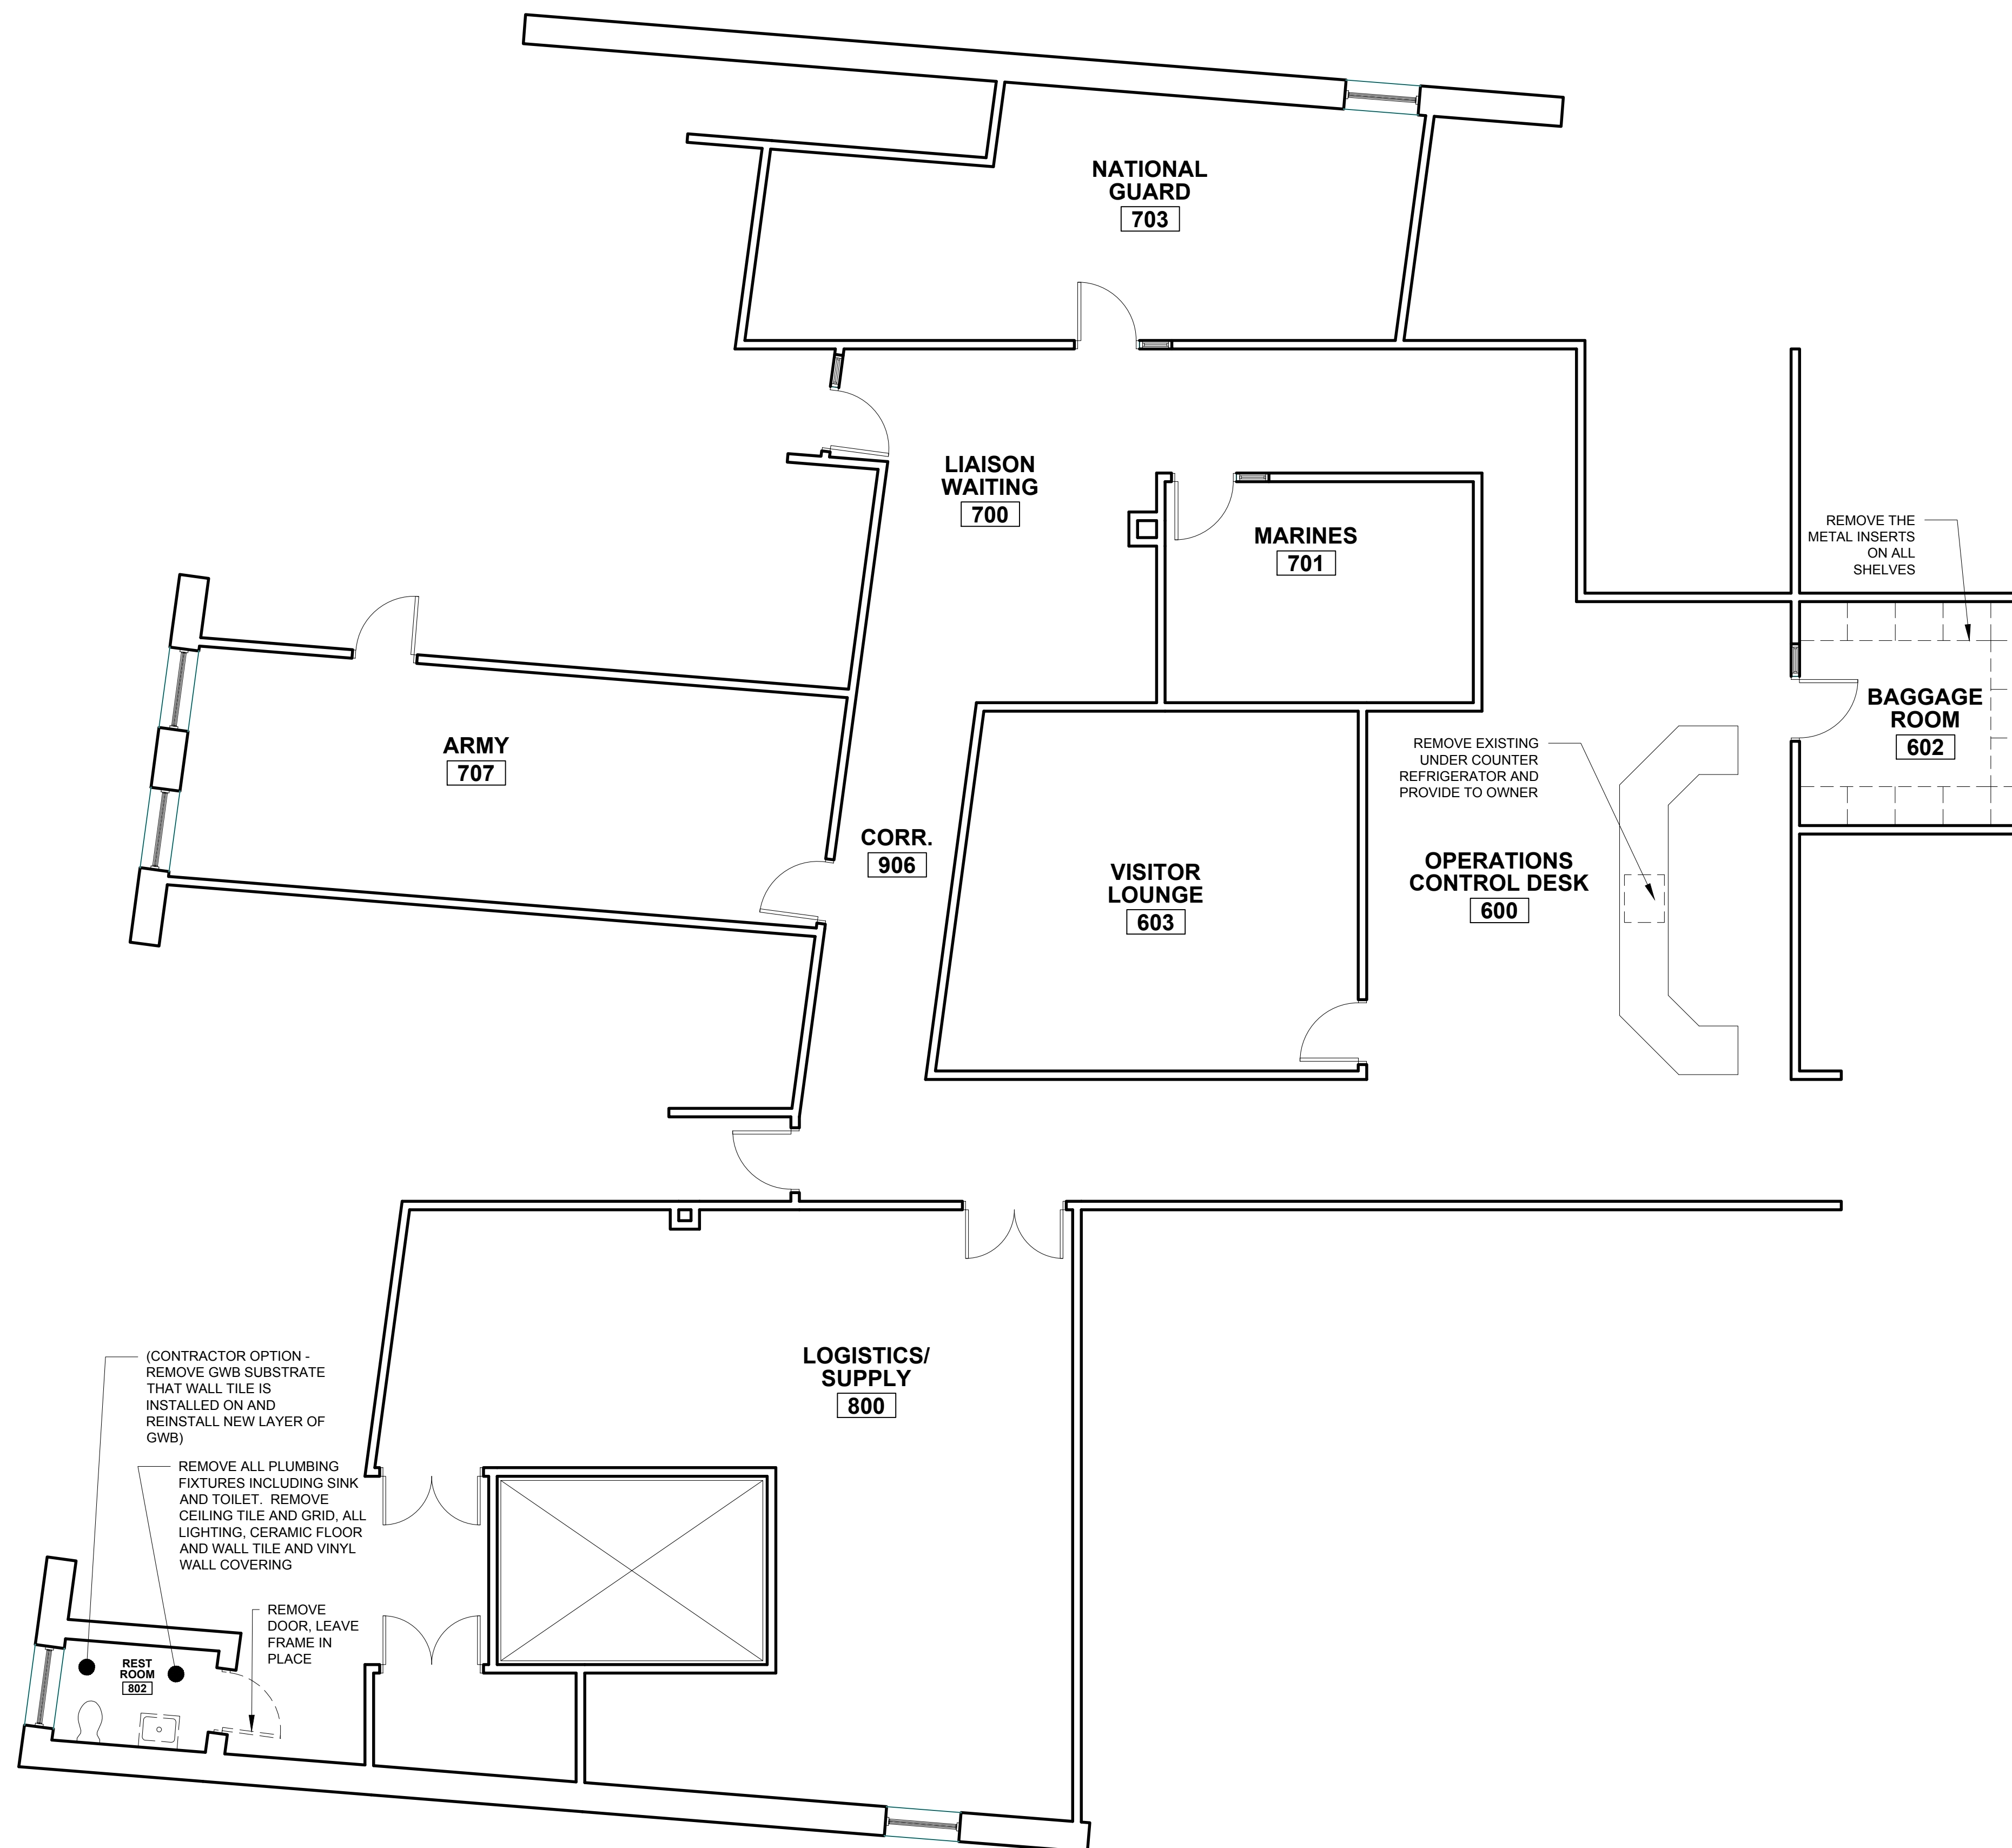 NATIONAL
GUARD
703
LIAISON
WAITING
700
MARINES
701
REMOVE THE
METAL INSERTS
ON ALL
SHELVES
BAGGAGE
ROOM
602
ARMY
707
REMOVE EXISTING
UNDER COUNTER
REFRIGERATOR AND
PROVIDE TO OWNER
CORR.
906
VISITOR
LOUNGE
603
OPERATIONS
CONTROL DESK
600
LOGISTICS/
SUPPLY
800
(CONTRACTOR OPTION -
REMOVE GWB SUBSTRATE
THAT WALL TILE IS
INSTALLED ON AND
REINSTALL NEW LAYER OF
GWB)
REMOVE ALL PLUMBING
FIXTURES INCLUDING SINK
AND TOILET. REMOVE
CEILING TILE AND GRID, ALL
LIGHTING, CERAMIC FLOOR
AND WALL TILE AND VINYL
WALL COVERING
REMOVE
DOOR, LEAVE
FRAME IN
PLACE
REST
ROOM
802